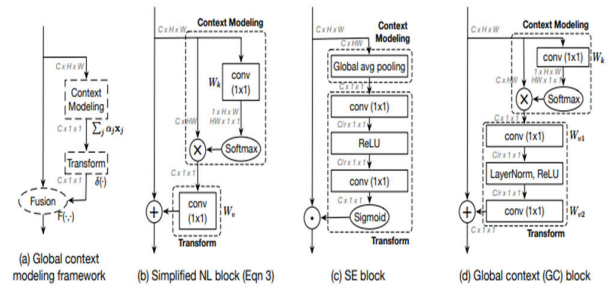 C x H x W
Context
Modeling
C x 1 x 1
∑j αjxj
Transform
δ(·)
C x 1 x 1
Fusion
F(·,·)
(a) Global context
modeling framework
C x H x W
Context Modeling
Wk
conv
(1x1)
C x HW
1 x H x W
HW x 1 x 1
Softmax
C x 1 x 1
conv
(1x1)
Wv
Transform
(b) Simplified NL block (Eqn 3)
C x H x W
Context
Modeling
C x HW
Global avg pooling
C x 1 x 1
conv (1x1)
C/r x 1 x 1
ReLU
C/r x 1 x 1
conv (1x1)
C x 1 x 1
Sigmoid
Transform
(c) SE block
C x H x W
Context Modeling
conv (1x1)
Wk
C x HW
1 x H x W
HW x 1 x 1
Softmax
C x 1 x 1
conv (1x1)
Wv1
C/r x 1 x 1
LayerNorm, ReLU
C/r x 1 x 1
conv (1x1)
Wv2
C x 1 x 1
Transform
(d) Global context (GC) block